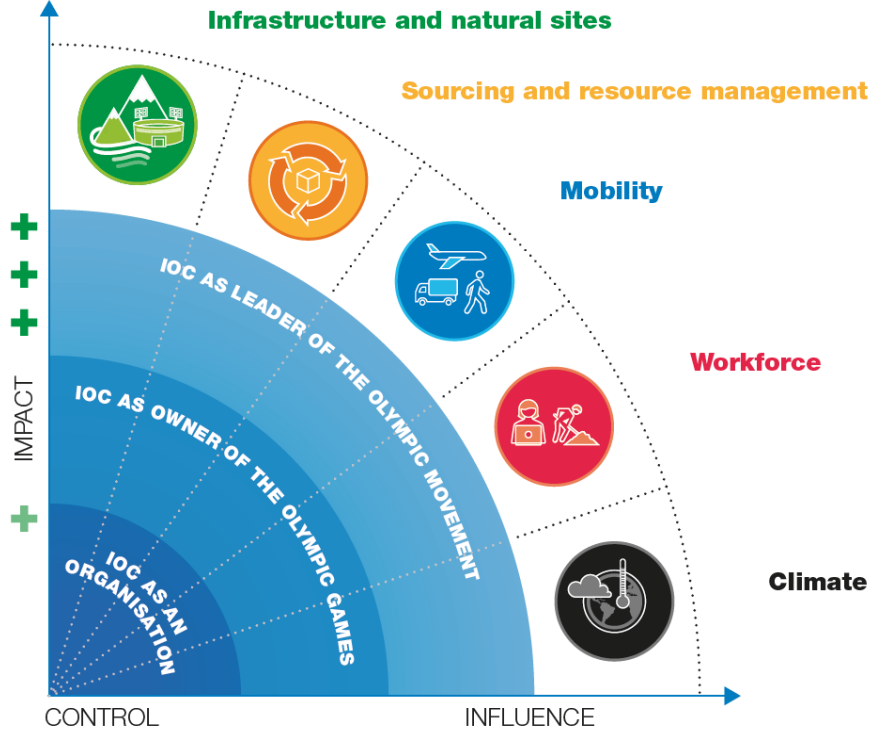 Infrastructure and natural sites
Sourcing and resource management
Mobility
Workforce
Climate
IOC AS LEADER OF THE OLYMPIC MOVEMENT
IOC AS OWNER OF THE OLYMPIC GAMES
IOC AS AN
ORGANISATION
+
+
+
IMPACT
+
CONTROL
INFLUENCE